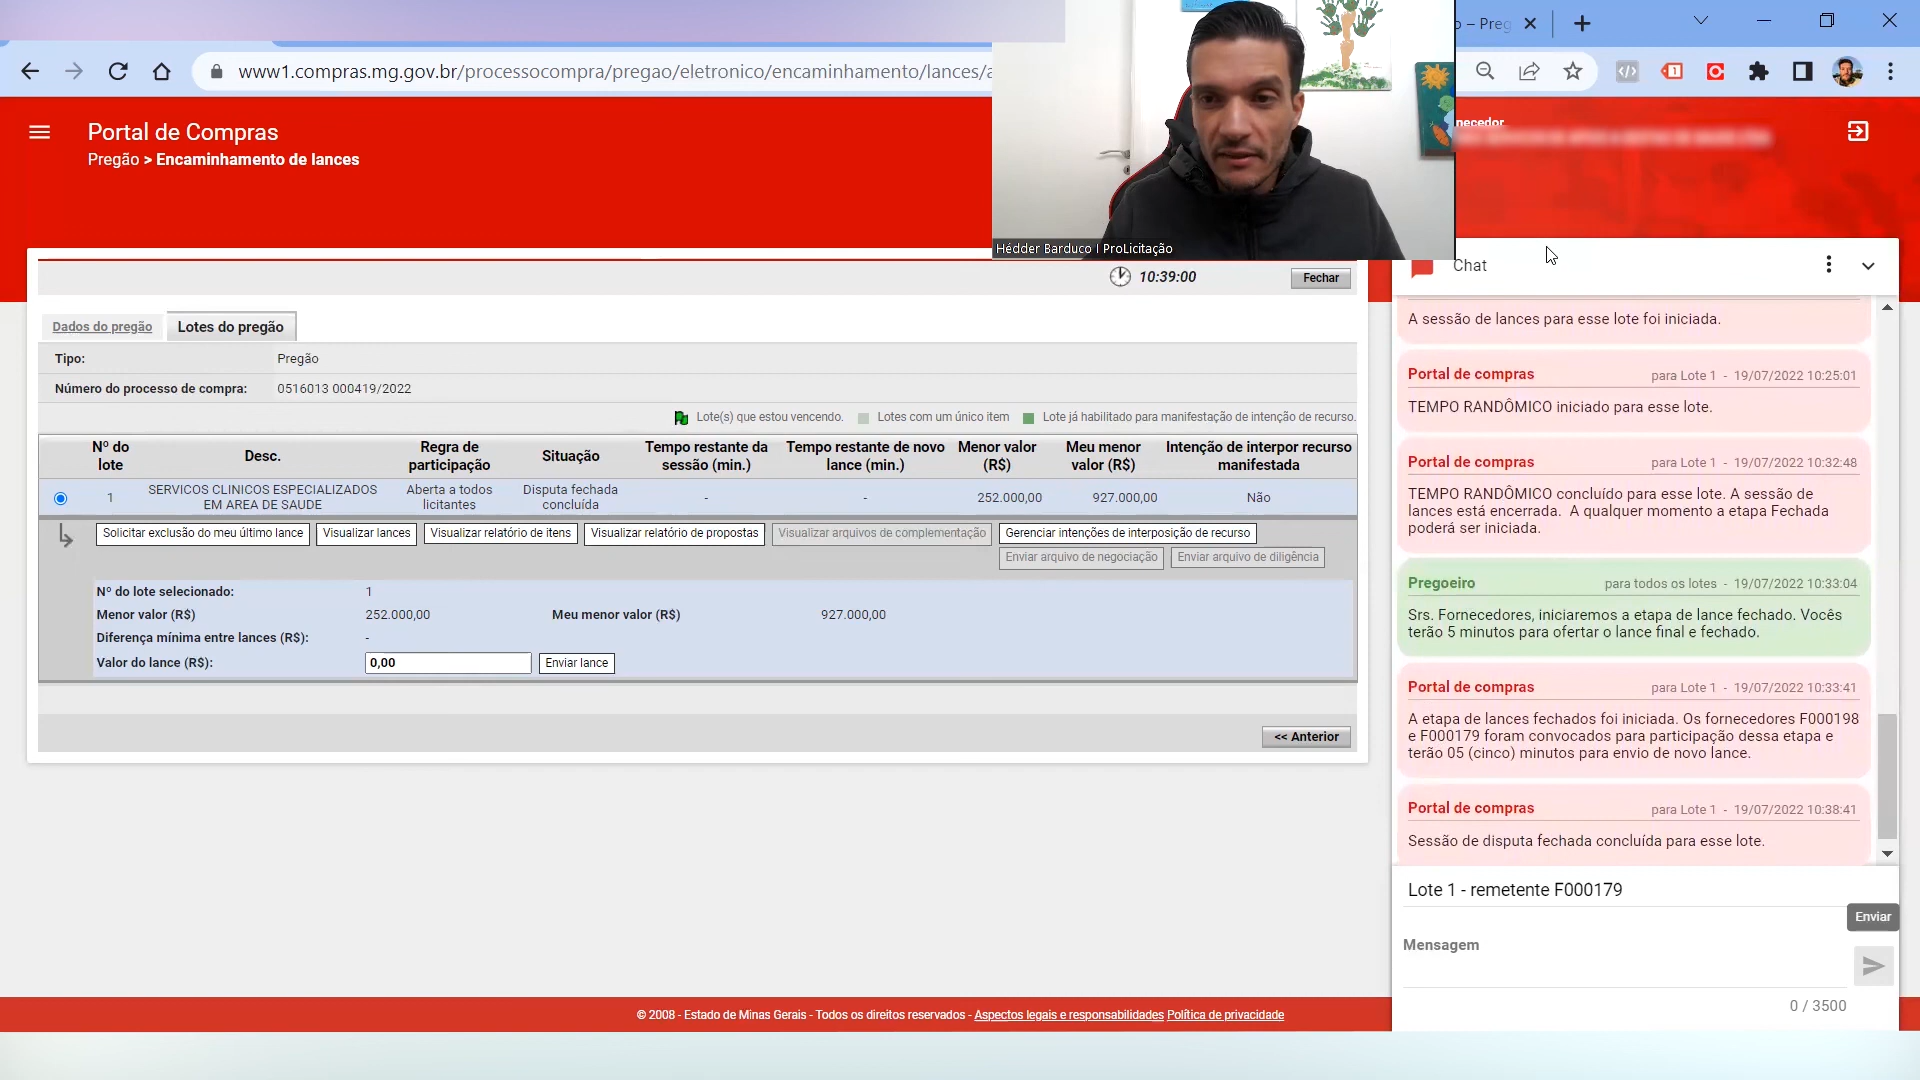 – Preg
www1.compras.mg.gov.br/processocompra/pregao/eletronico/encaminhamento/lances/
Portal de Compras
Pregão > Encaminhamento de lances
necedor
Hédder Barduco I ProLicitação
10:39:00
Fechar
Dados do pregão
Lotes do pregão
Tipo: Pregão
Número do processo de compra: 0516013 000419/2022
Lote(s) que estou vencendo. Lotes com um único item Lote já habilitado para manifestação de intenção de recurso.
Nº do lote
Desc.
Regra de participação
Situação
Tempo restante da sessão (min.)
Tempo restante de novo lance (min.)
Menor valor (R$)
Meu menor valor (R$)
Intenção de interpor recurso manifestada
1
SERVICOS CLINICOS ESPECIALIZADOS
EM AREA DE SAUDE
Aberta a todos
licitantes
Disputa fechada
concluída
-
-
252.000,00
927.000,00
Não
Solicitar exclusão do meu último lance
Visualizar lances
Visualizar relatório de itens
Visualizar relatório de propostas
Visualizar arquivos de complementação
Gerenciar intenções de interposição de recurso
Enviar arquivo de negociação
Enviar arquivo de diligência
Nº do lote selecionado: 1
Menor valor (R$) 252.000,00 Meu menor valor (R$) 927.000,00
Diferença mínima entre lances (R$): -
Valor do lance (R$): 0,00 Enviar lance
<< Anterior
Chat
A sessão de lances para esse lote foi iniciada.
Portal de compras para Lote 1 - 19/07/2022 10:25:01
TEMPO RANDÔMICO iniciado para esse lote.
Portal de compras para Lote 1 - 19/07/2022 10:32:48
TEMPO RANDÔMICO concluído para esse lote. A sessão de
lances está encerrada. A qualquer momento a etapa Fechada
poderá ser iniciada.
Pregoeiro para todos os lotes - 19/07/2022 10:33:04
Srs. Fornecedores, iniciaremos a etapa de lance fechado. Vocês
terão 5 minutos para ofertar o lance final e fechado.
Portal de compras para Lote 1 - 19/07/2022 10:33:41
A etapa de lances fechados foi iniciada. Os fornecedores F000198
e F000179 foram convocados para participação dessa etapa e
terão 05 (cinco) minutos para envio de novo lance.
Portal de compras para Lote 1 - 19/07/2022 10:38:41
Sessão de disputa fechada concluída para esse lote.
Lote 1 - remetente F000179
Enviar
Mensagem
0 / 3500
© 2008 - Estado de Minas Gerais - Todos os direitos reservados - Aspectos legais e responsabilidades Política de privacidade